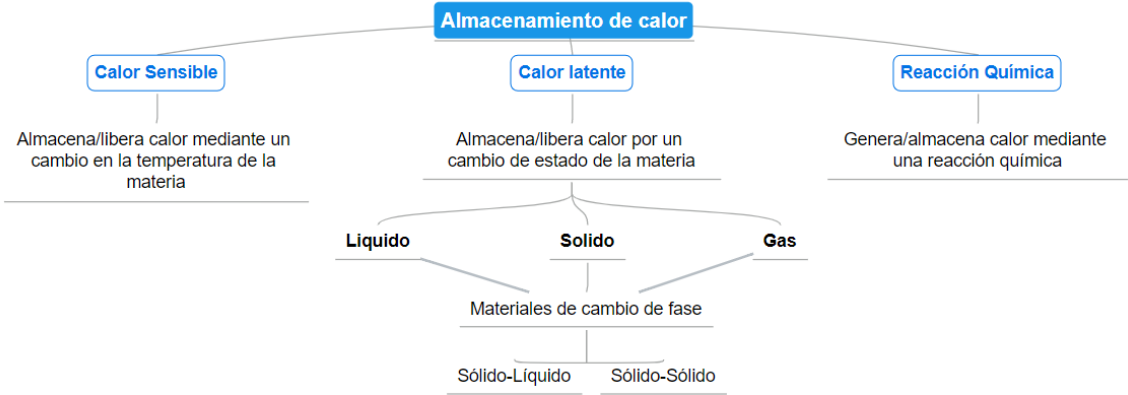 Almacenamiento de calor
Calor Sensible
Calor latente
Reacción Química
Almacena/libera calor mediante un
cambio en la temperatura de la
materia
Almacena/libera calor por un
cambio de estado de la materia
Genera/almacena calor mediante
una reacción química
Liquido
Solido
Gas
Materiales de cambio de fase
Sólido-Líquido
Sólido-Sólido